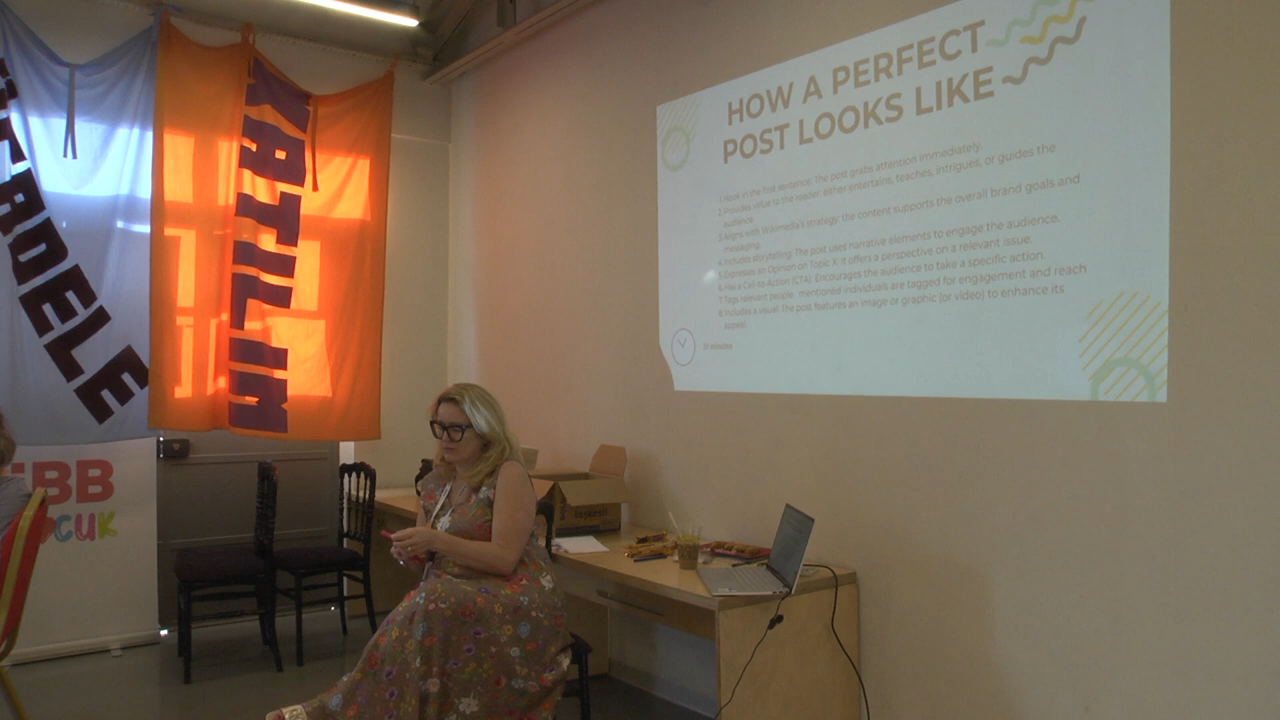 HOW A PERFECT
POST LOOKS LIKE
1. Hook in the first sentence: The post grabs attention immediately.
2. Provides value to the reader: either entertains, teaches, intrigues, or guides the
audience.
3. Aligns with Wikimedia's strategy: the content supports the overall brand goals and
messaging.
4. Includes storytelling: The post uses narrative elements to engage the audience.
5. Expresses an Opinion on Topic X: it offers a perspective on a relevant issue.
6. Has a Call-to-Action (CTA): Encourages the audience to take a specific action.
7. Tags relevant people: mentioned individuals are tagged for engagement and reach
8. Includes a visual: The post features an image or graphic (or video) to enhance its
appeal.
minutes
KATILIM
İBB